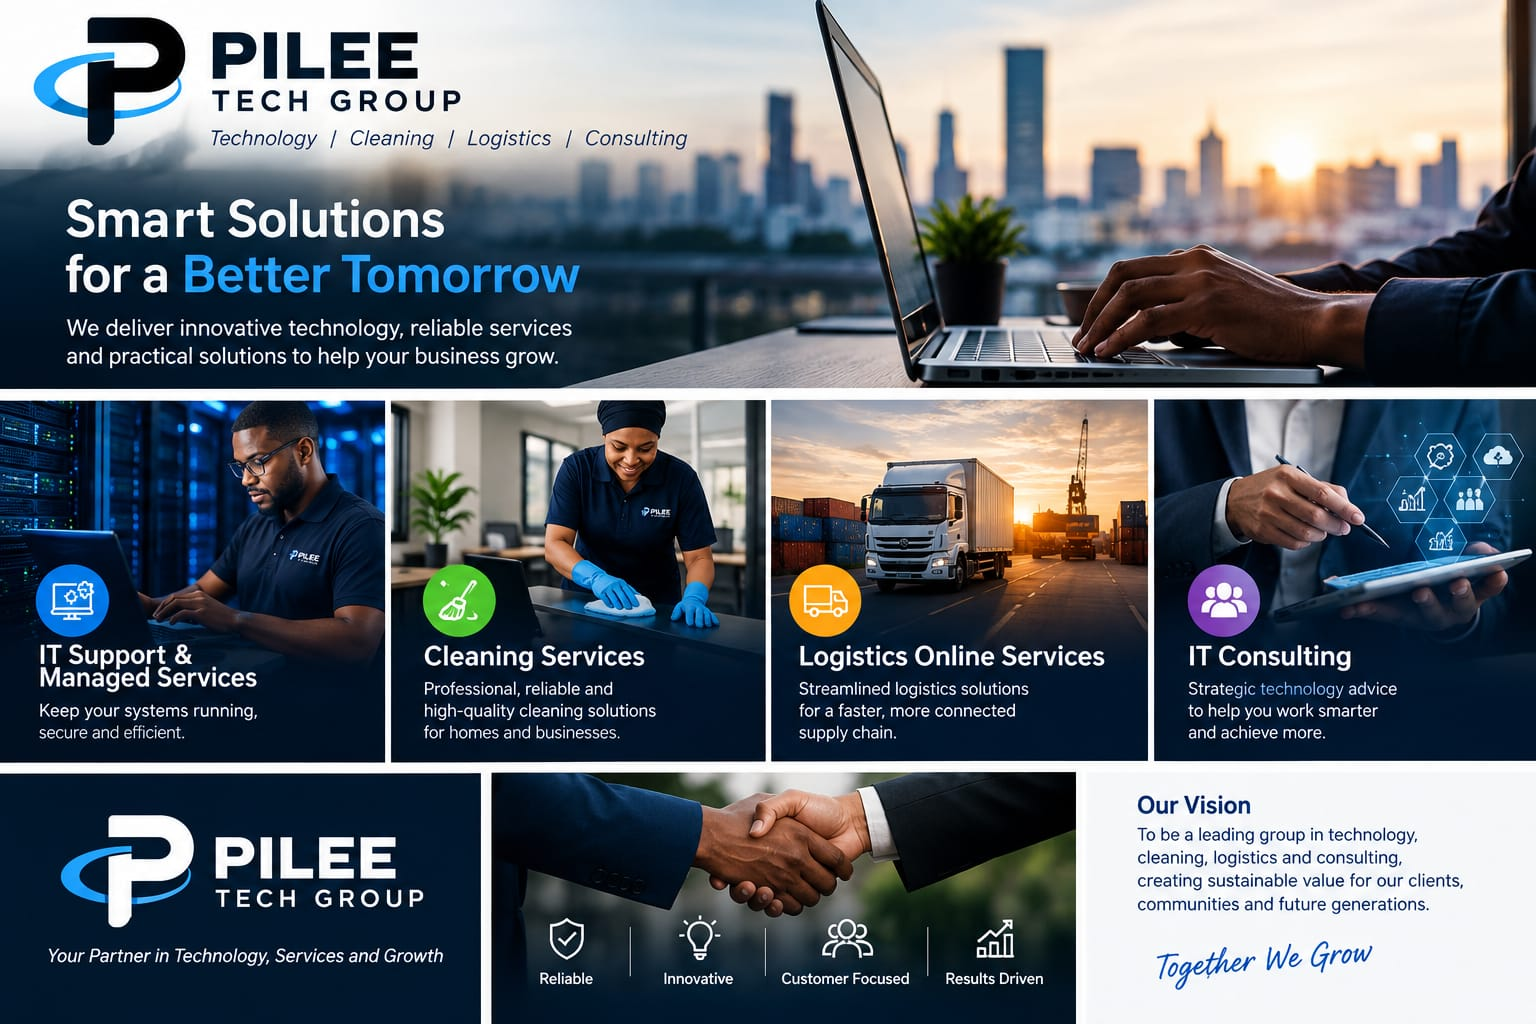 PILEE
TECH GROUP
Technology / Cleaning / Logistics / Consulting
Smart Solutions
for a Better Tomorrow
We deliver innovative technology, reliable services
and practical solutions to help your business grow.
PILEE
IT Support &
Managed Services
Keep your systems running,
secure and efficient.
PILEE
Cleaning Services
Professional, reliable and
high-quality cleaning solutions
for homes and businesses.
Logistics Online Services
Streamlined logistics solutions
for a faster, more connected
supply chain.
IT Consulting
Strategic technology advice
to help you work smarter
and achieve more.
PILEE
TECH GROUP
Your Partner in Technology, Services and Growth
Reliable
Innovative
Customer Focused
Results Driven
Our Vision
To be a leading group in technology,
cleaning, logistics and consulting,
creating sustainable value for our clients,
communities and future generations.
Together We Grow